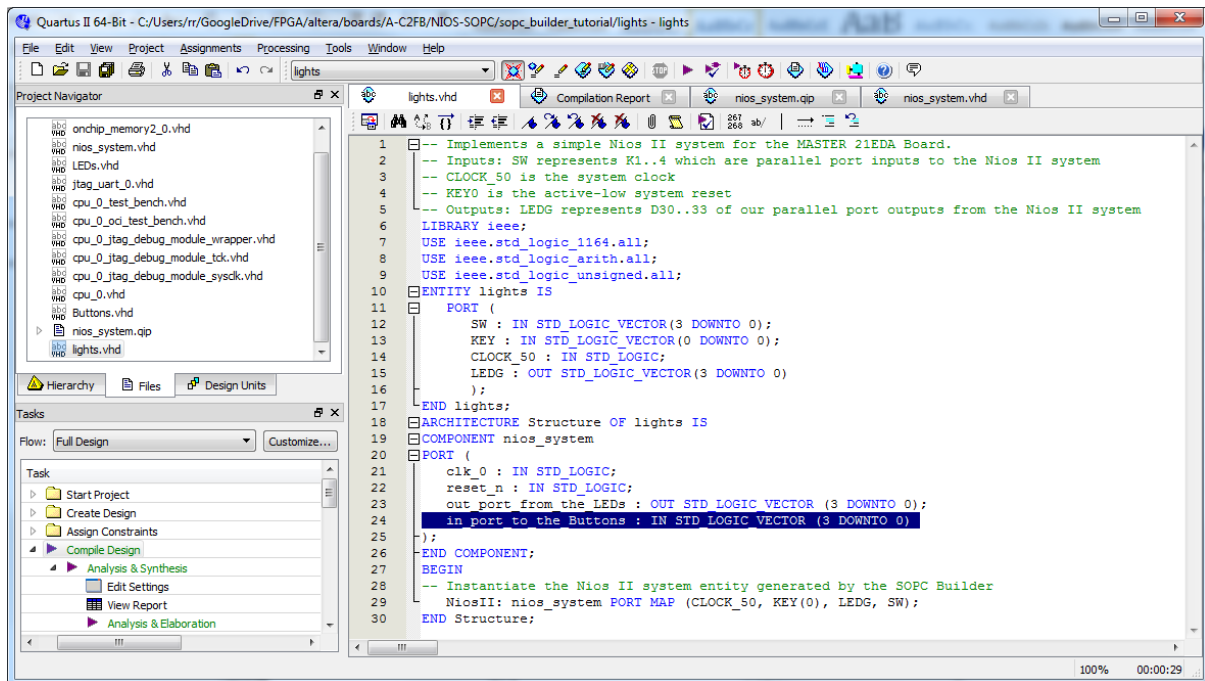 Quartus II 64-Bit - C:/Users/rr/GoogleDrive/FPGA/altera/boards/A-C2FB/NIOS-SOPC/sopc_builder_tutorial/lights - lights
File Edit View Project Assignments Processing Tools Window Help
lights
Project Navigator
onchip_memory2_0.vhd
nios_system.vhd
LEDs.vhd
jtag_uart_0.vhd
cpu_0_test_bench.vhd
cpu_0_oci_test_bench.vhd
cpu_0_jtag_debug_module_wrapper.vhd
cpu_0_jtag_debug_module_tck.vhd
cpu_0_jtag_debug_module_sysclk.vhd
cpu_0.vhd
Buttons.vhd
nios_system.qip
lights.vhd
Hierarchy Files Design Units
Tasks
Flow: Full Design Customize...
Task
Start Project
Create Design
Assign Constraints
Compile Design
Analysis & Synthesis
Edit Settings
View Report
Analysis & Elaboration
lights.vhd Compilation Report nios_system.qip nios_system.vhd
267
268 ab/
1 -- Implements a simple Nios II system for the MASTER 21EDA Board.
2 -- Inputs: SW represents K1..4 which are parallel port inputs to the Nios II system
3 -- CLOCK_50 is the system clock
4 -- KEY0 is the active-low system reset
5 -- Outputs: LEDG represents D30..33 of our parallel port outputs from the Nios II system
6 LIBRARY ieee;
7 USE ieee.std_logic_1164.all;
8 USE ieee.std_logic_arith.all;
9 USE ieee.std_logic_unsigned.all;
10 ENTITY lights IS
11 PORT (
12 SW : IN STD_LOGIC_VECTOR(3 DOWNTO 0);
13 KEY : IN STD_LOGIC_VECTOR(0 DOWNTO 0);
14 CLOCK_50 : IN STD_LOGIC;
15 LEDG : OUT STD_LOGIC_VECTOR(3 DOWNTO 0)
16 );
17 END lights;
18 ARCHITECTURE Structure OF lights IS
19 COMPONENT nios_system
20 PORT (
21 clk_0 : IN STD_LOGIC;
22 reset_n : IN STD_LOGIC;
23 out_port_from_the_LEDs : OUT STD_LOGIC_VECTOR (3 DOWNTO 0);
24 in_port_to_the_Buttons : IN STD_LOGIC_VECTOR (3 DOWNTO 0)
25 );
26 END COMPONENT;
27 BEGIN
28 -- Instantiate the Nios II system entity generated by the SOPC Builder
29 NiosII: nios_system PORT MAP (CLOCK_50, KEY(0), LEDG, SW);
30 END Structure;
100% 00:00:29